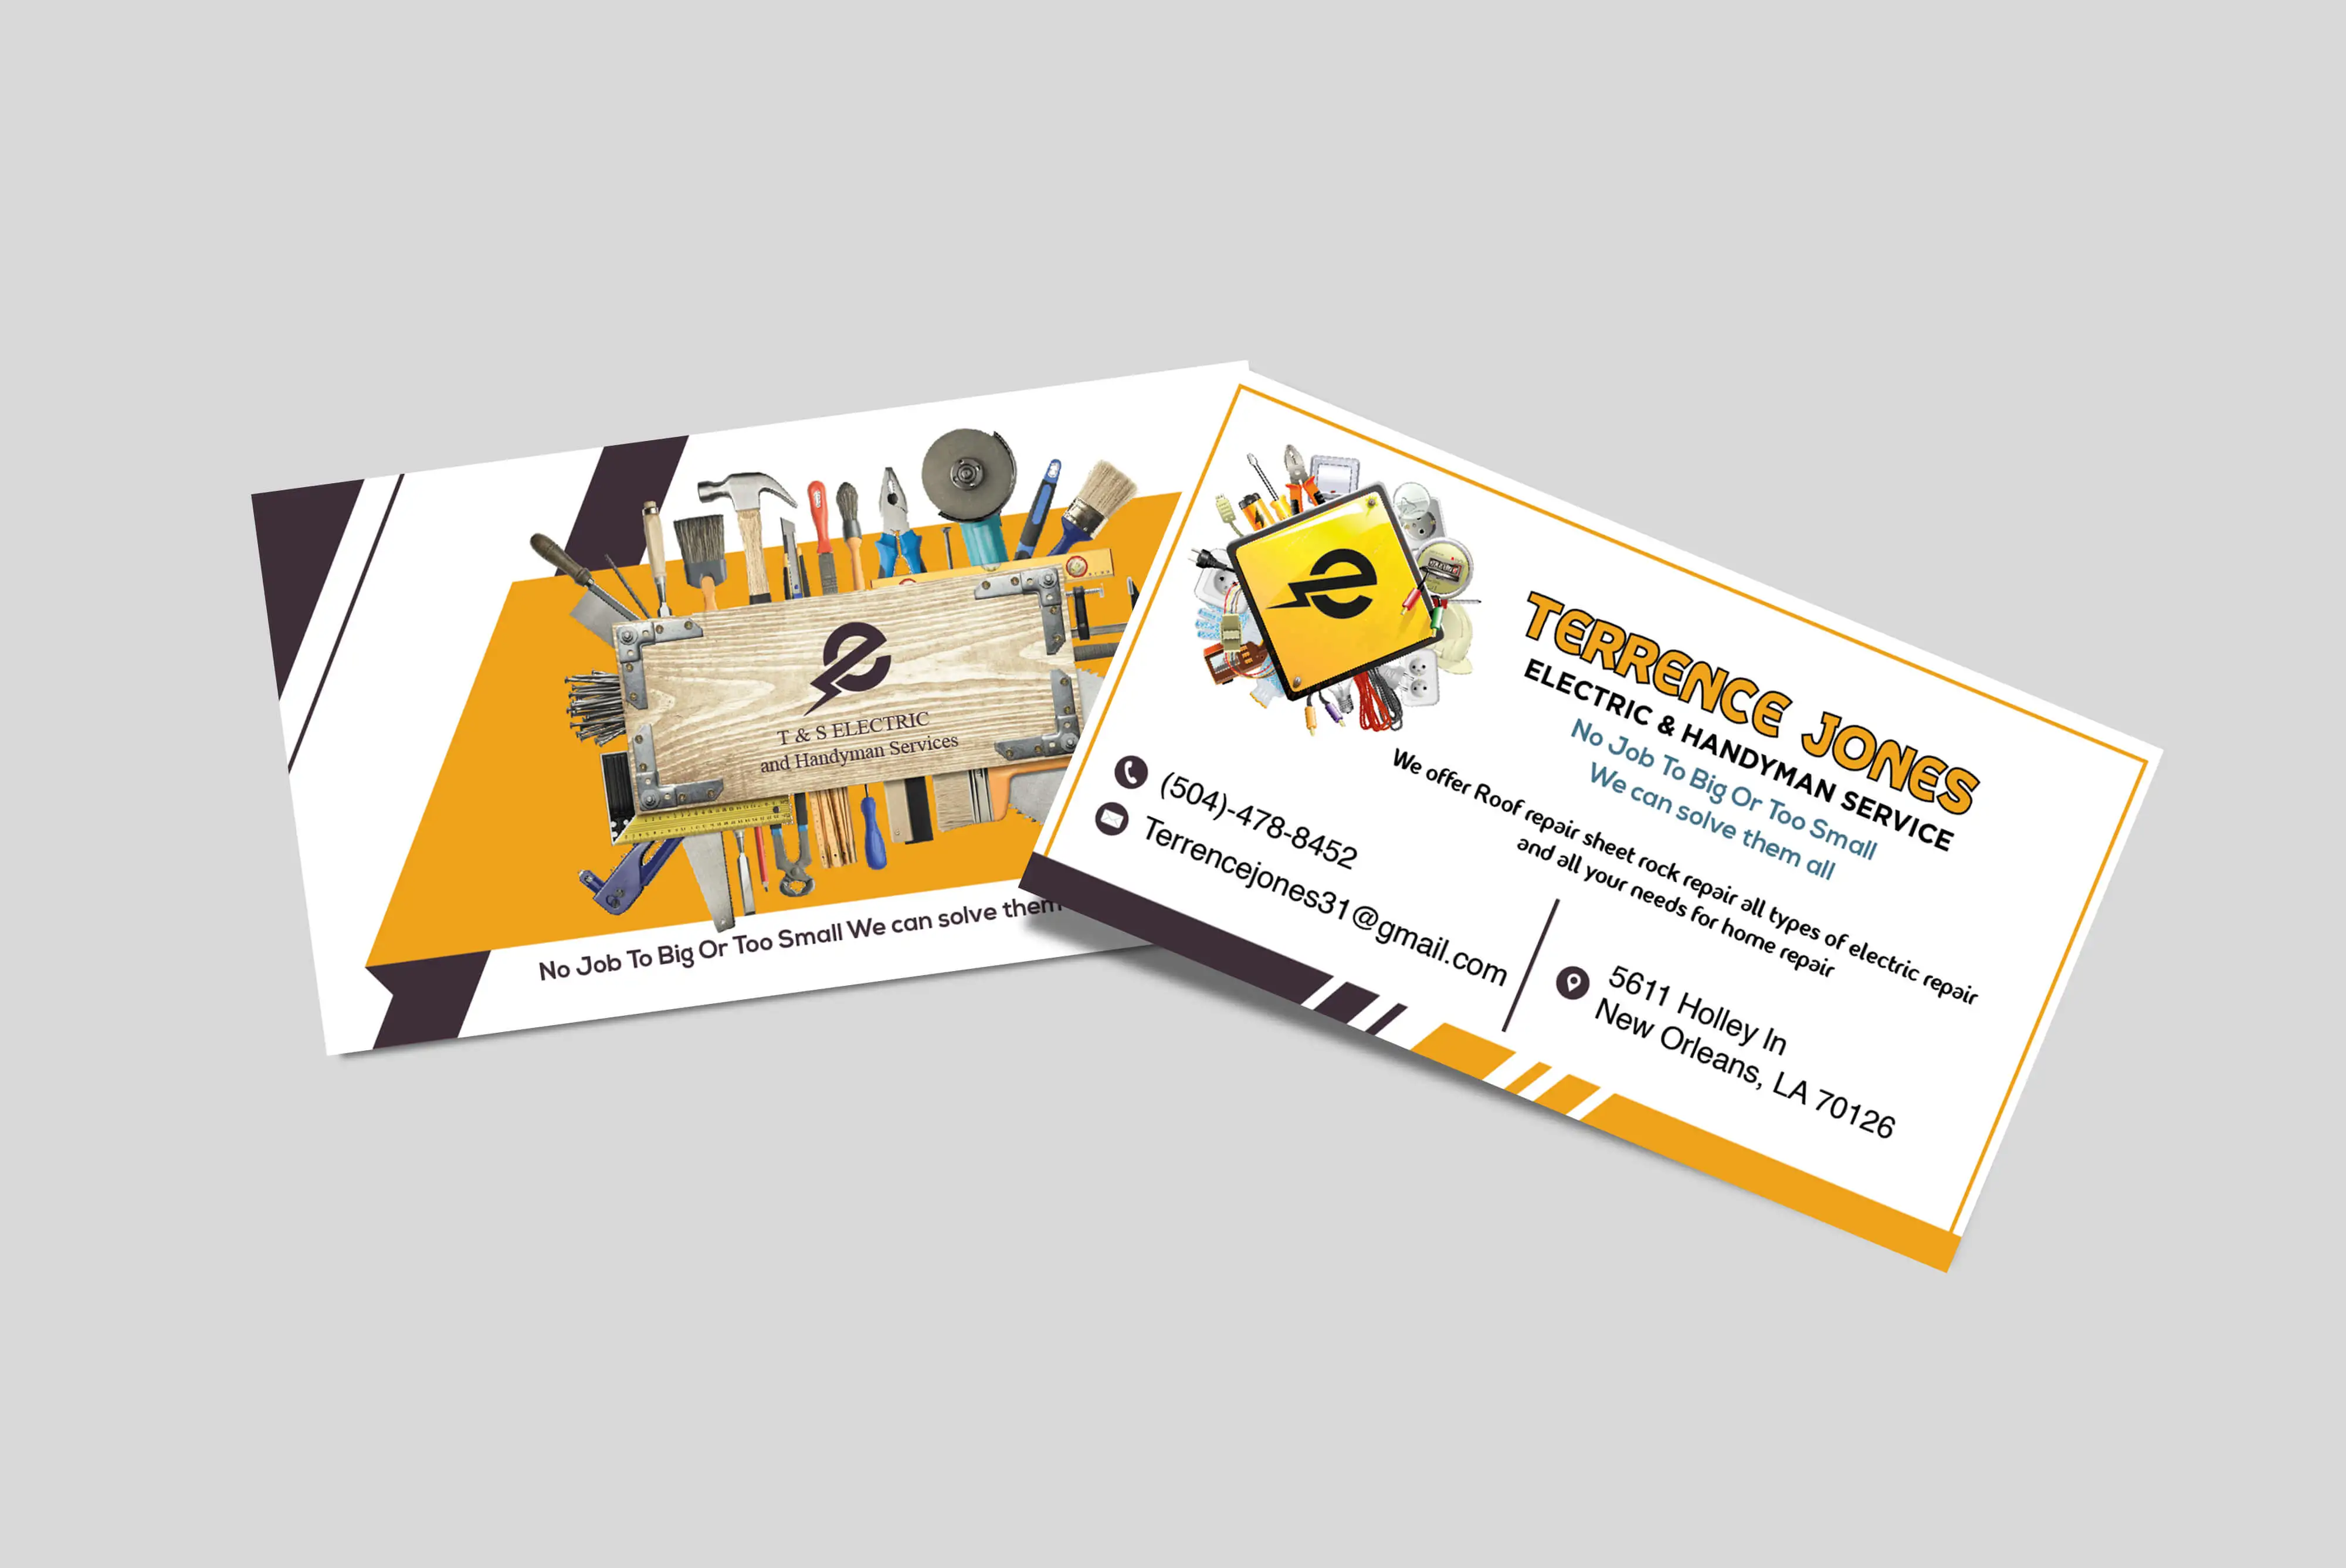 T & S ELECTRIC
and Handyman Services
No Job To Big Or Too Small We can solve them
TERRENCE JONES
ELECTRIC & HANDYMAN SERVICE
No Job To Big Or Too Small
We can solve them all
We offer Roof repair sheet rock repair all types of electric repair
and all your needs for home repair
(504)-478-8452
Terrencejones31@gmail.com
5611 Holley ln
New Orleans, LA 70126